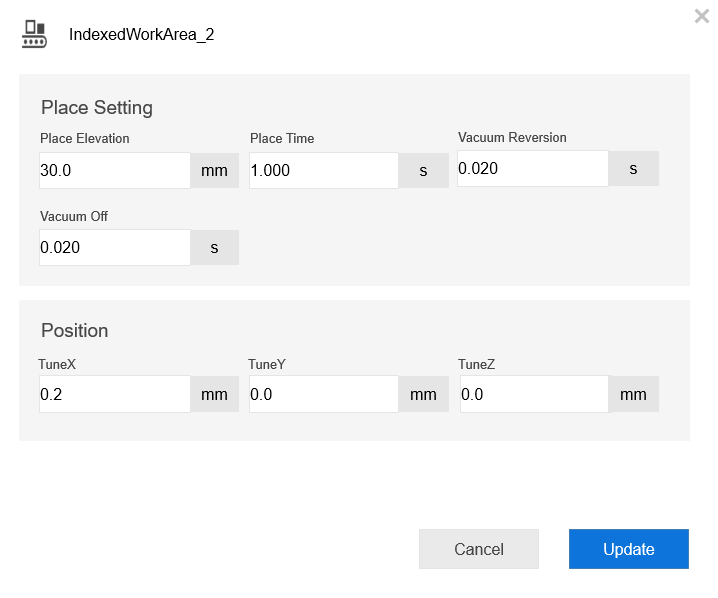 IndexedWorkArea_2
Place Setting
Place Elevation Place Time Vacuum Reversion
30.0 mm 1.000 s 0.020 s
Vacuum Off
0.020 s
Position
TuneX TuneY TuneZ
0.2 mm 0.0 mm 0.0 mm
Cancel Update